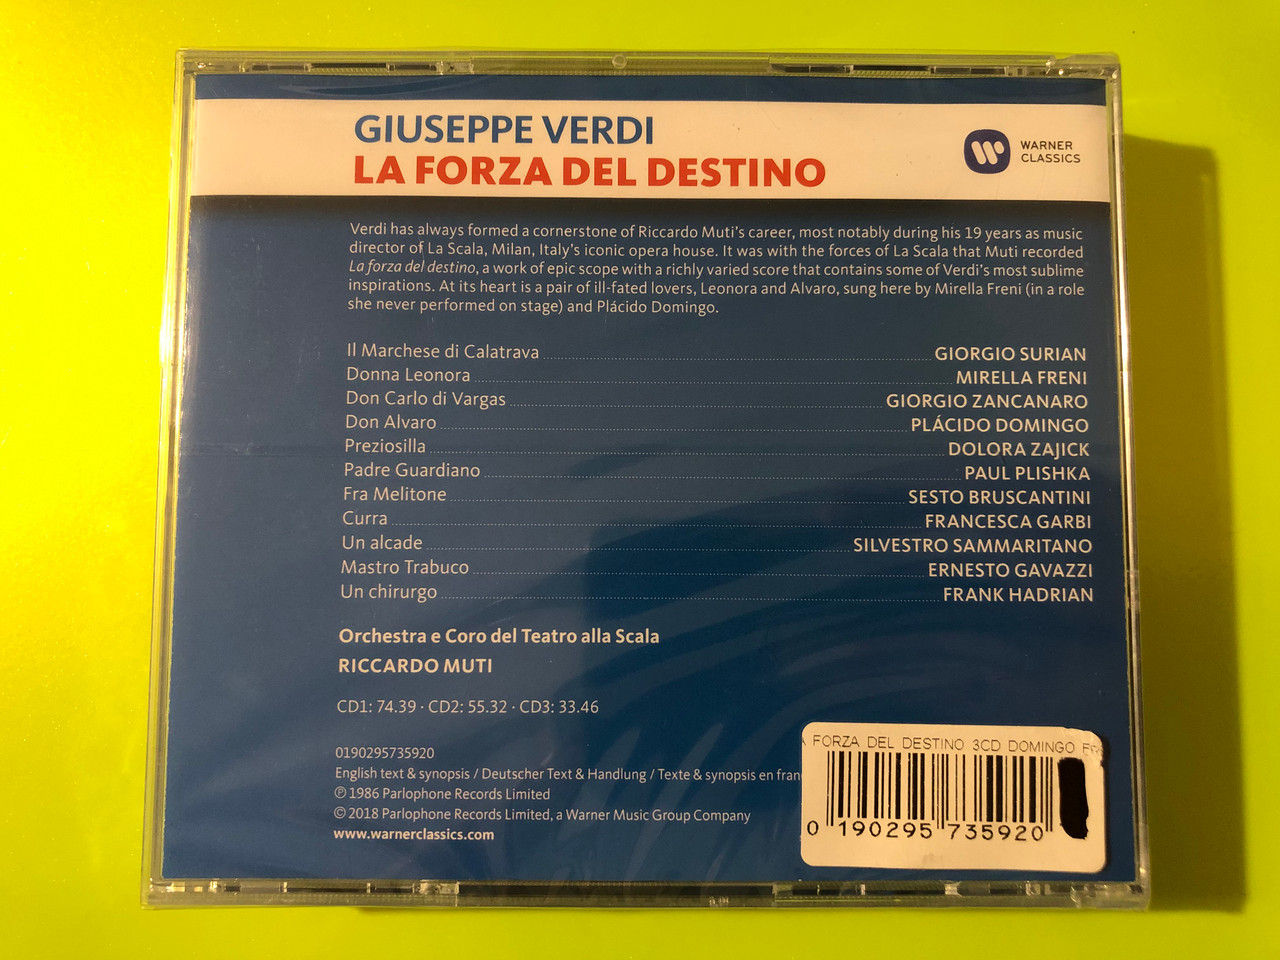 GIUSEPPE VERDI
LA FORZA DEL DESTINO
WARNER
CLASSICS
Verdi has always formed a cornerstone of Riccardo Muti's career, most notably during his 19 years as music
director of La Scala, Milan, Italy's iconic opera house. It was with the forces of La Scala that Muti recorded
La forza del destino, a work of epic scope with a richly varied score that contains some of Verdi's most sublime
inspirations. At its heart is a pair of ill-fated lovers, Leonora and Alvaro, sung here by Mirella Freni (in a role
she never performed on stage) and Plácido Domingo.
Il Marchese di Calatrava GIORGIO SURIAN
Donna Leonora MIRELLA FRENI
Don Carlo di Vargas GIORGIO ZANCANARO
Don Alvaro PLÁCIDO DOMINGO
Preziosilla DOLORA ZAJICK
Padre Guardiano PAUL PLISHKA
Fra Melitone SESTO BRUSCANTINI
Curra FRANCESCA GARBI
Un alcade SILVESTRO SAMMARITANO
Mastro Trabuco ERNESTO GAVAZZI
Un chirurgo FRANK HADRIAN
Orchestra e Coro del Teatro alla Scala
RICCARDO MUTI
CD1: 74.39 · CD2: 55.32 · CD3: 33.46
0190295735920
English text & synopsis / Deutscher Text & Handlung / Texte & synopsis en
℗ 1986 Parlophone Records Limited
© 2018 Parlophone Records Limited, a Warner Music Group Company
www.warnerclassics.com
FORZA DEL DESTINO 3CD DOMINGO
0 190295 735920